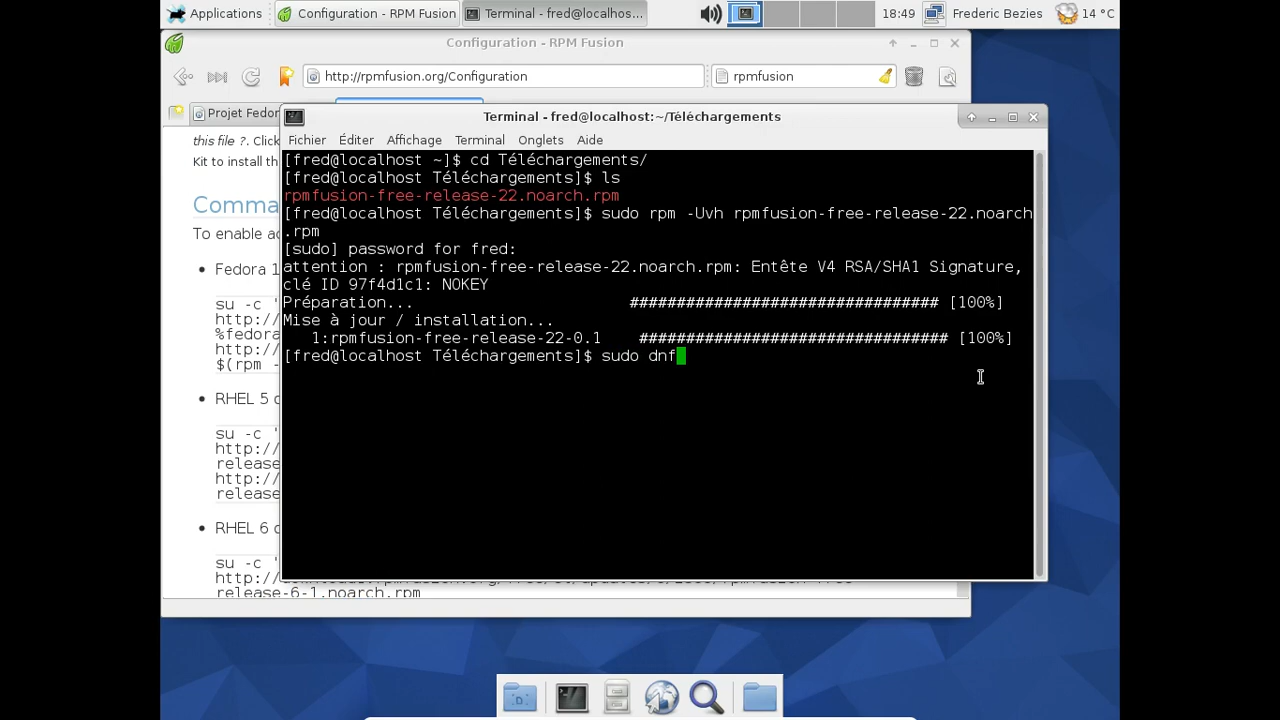 Applications
Configuration - RPM Fusion
Terminal - fred@localhos...
18:49
Frederic Bezies
14 °C
Configuration - RPM Fusion
http://rpmfusion.org/Configuration
rpmfusion
Projet Fedor
this file ?. Click
Kit to install th
Comma
To enable ac
Fedora 1
su -c '
http://
%fedora
http://
$(rpm -
RHEL 5 o
su -c '
http://
release
http://
release
RHEL 6 o
su -c '
http://
release-6-1.noarch.rpm
Terminal - fred@localhost:~/Téléchargements
Fichier Éditer Affichage Terminal Onglets Aide
[fred@localhost ~]$ cd Téléchargements/
[fred@localhost Téléchargements]$ ls
rpmfusion-free-release-22.noarch.rpm
[fred@localhost Téléchargements]$ sudo rpm -Uvh rpmfusion-free-release-22.noarch
.rpm
[sudo] password for fred:
attention : rpmfusion-free-release-22.noarch.rpm: Entête V4 RSA/SHA1 Signature,
clé ID 97f4d1c1: NOKEY
Préparation... ################################# [100%]
Mise à jour / installation...
1:rpmfusion-free-release-22-0.1 ################################# [100%]
[fred@localhost Téléchargements]$ sudo dnf